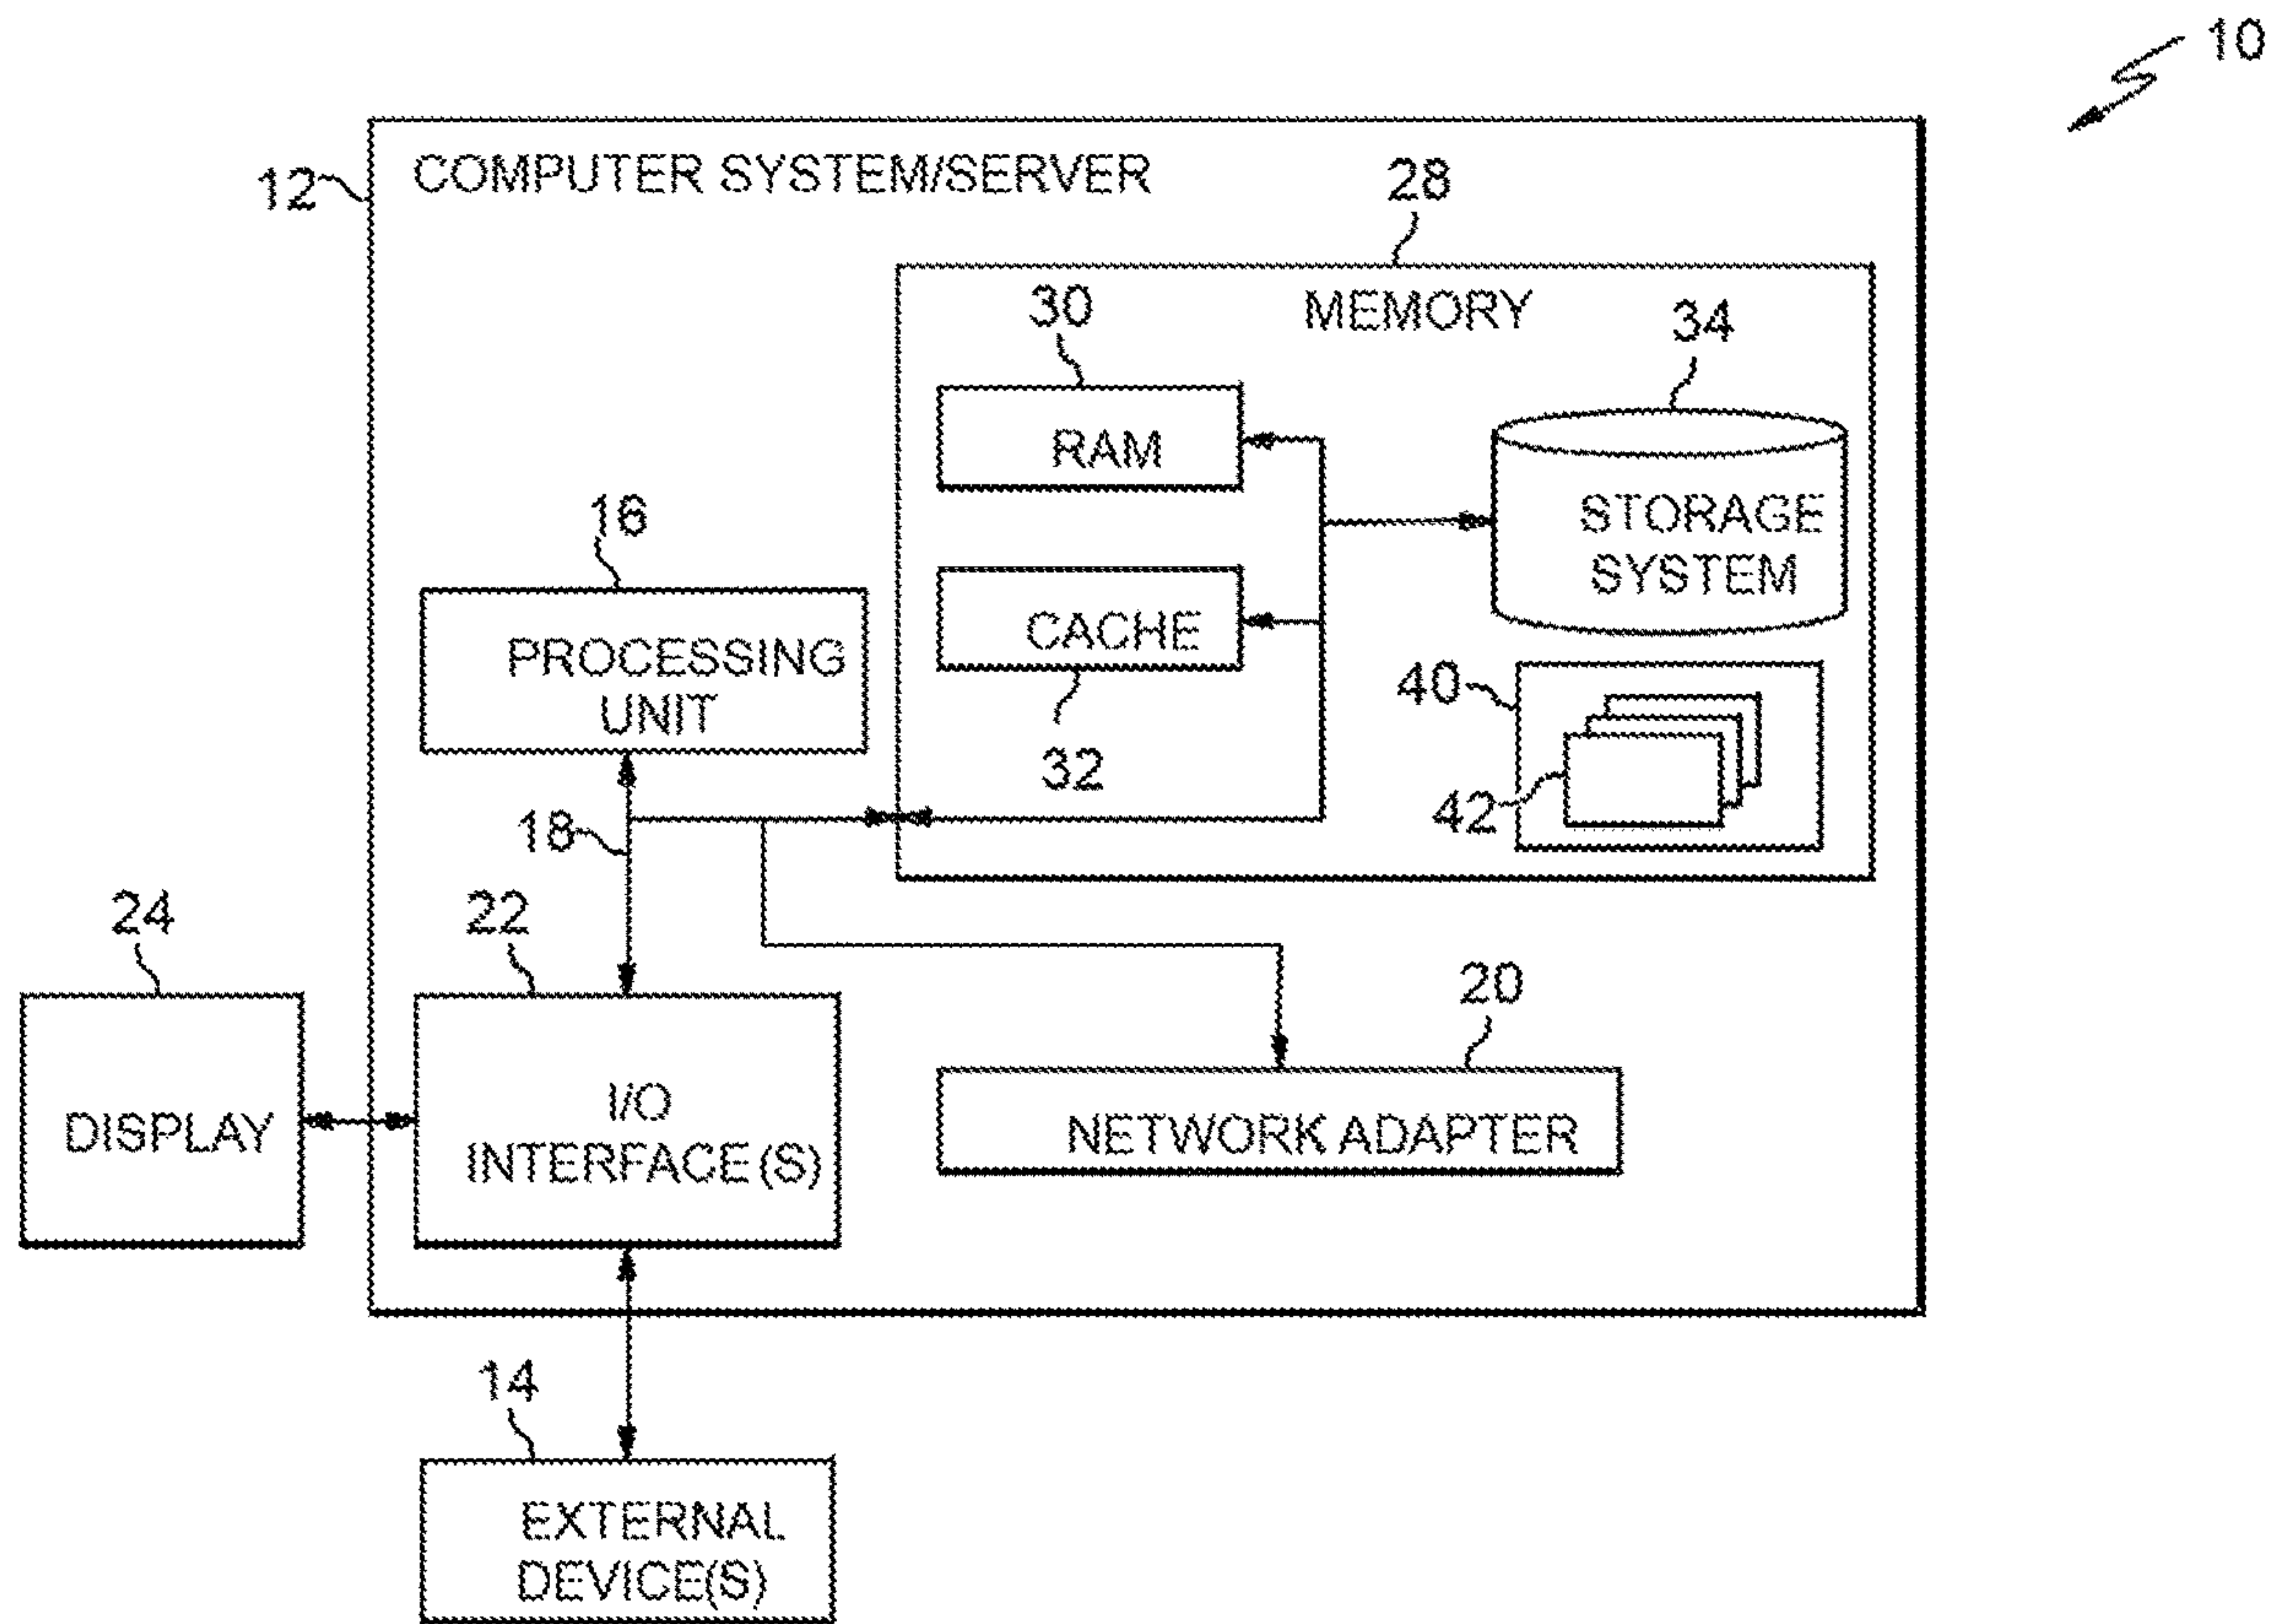 10
12
COMPUTER SYSTEM/SERVER
28
MEMORY
30
34
RAM
STORAGE
SYSTEM
16
CACHE
PROCESSING
UNIT
32
40
42
18
24
22
20
DISPLAY
I/O
INTERFACE(S)
NETWORK ADAPTER
14
EXTERNAL
DEVICE(S)